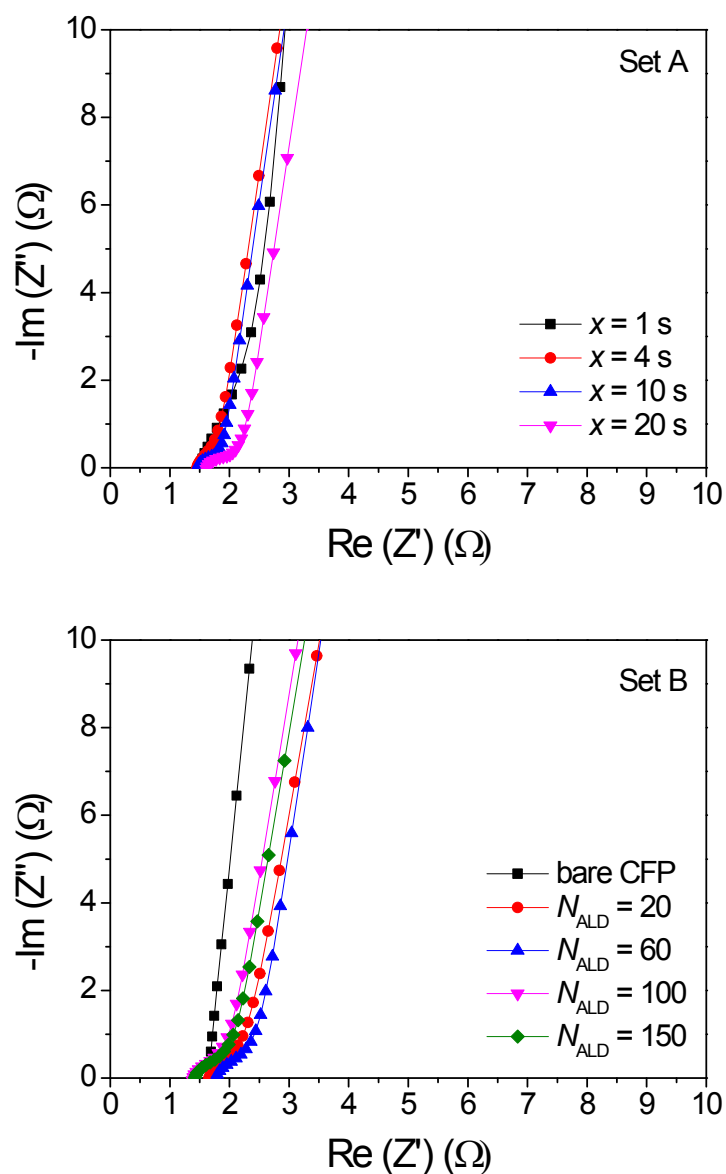 10
8
6
4
2
0
-Im (Z'') (Ω)
Set A
x = 1 s
x = 4 s
x = 10 s
x = 20 s
0 1 2 3 4 5 6 7 8 9 10
Re (Z') (Ω)
10
8
6
4
2
0
-Im (Z'') (Ω)
Set B
bare CFP
N_ALD = 20
N_ALD = 60
N_ALD = 100
N_ALD = 150
0 1 2 3 4 5 6 7 8 9 10
Re (Z') (Ω)